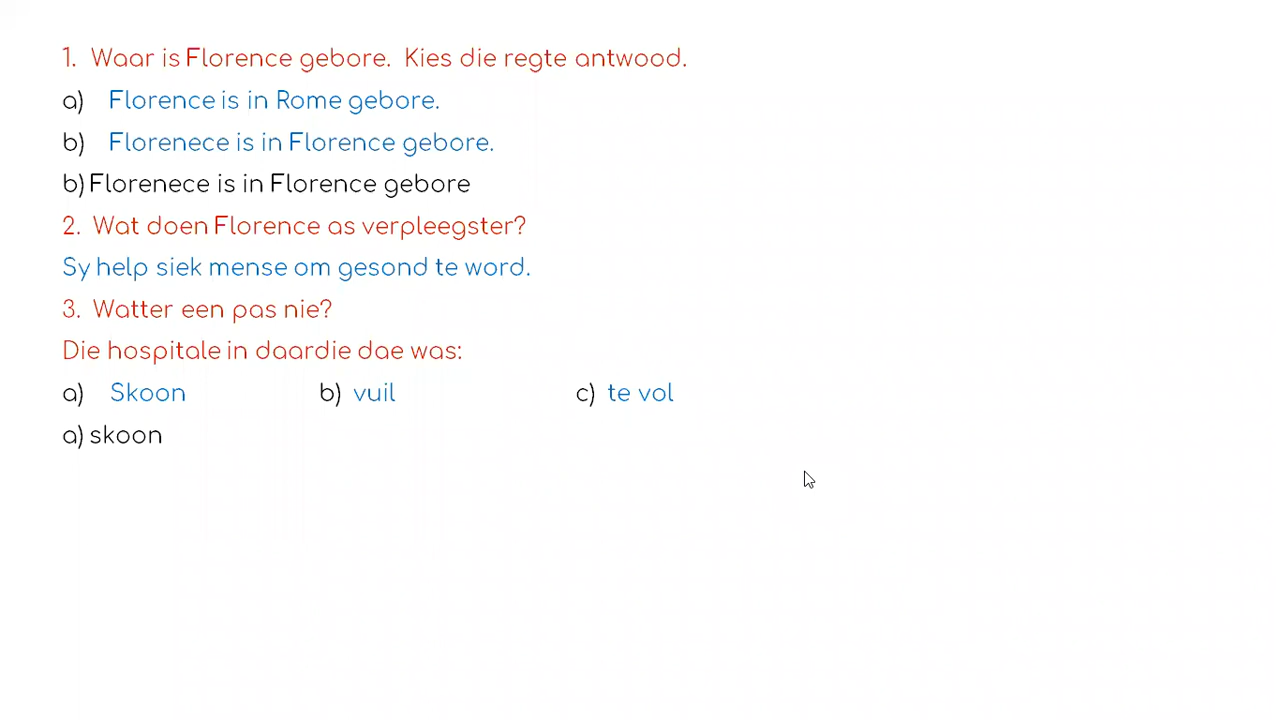 1. Waar is Florence gebore. Kies die regte antwood.
a) Florence is in Rome gebore.
b) Florenece is in Florence gebore.
b) Florenece is in Florence gebore
2. Wat doen Florence as verpleegster?
Sy help siek mense om gesond te word.
3. Watter een pas nie?
Die hospitale in daardie dae was:
a) Skoon b) vuil c) te vol
a) skoon